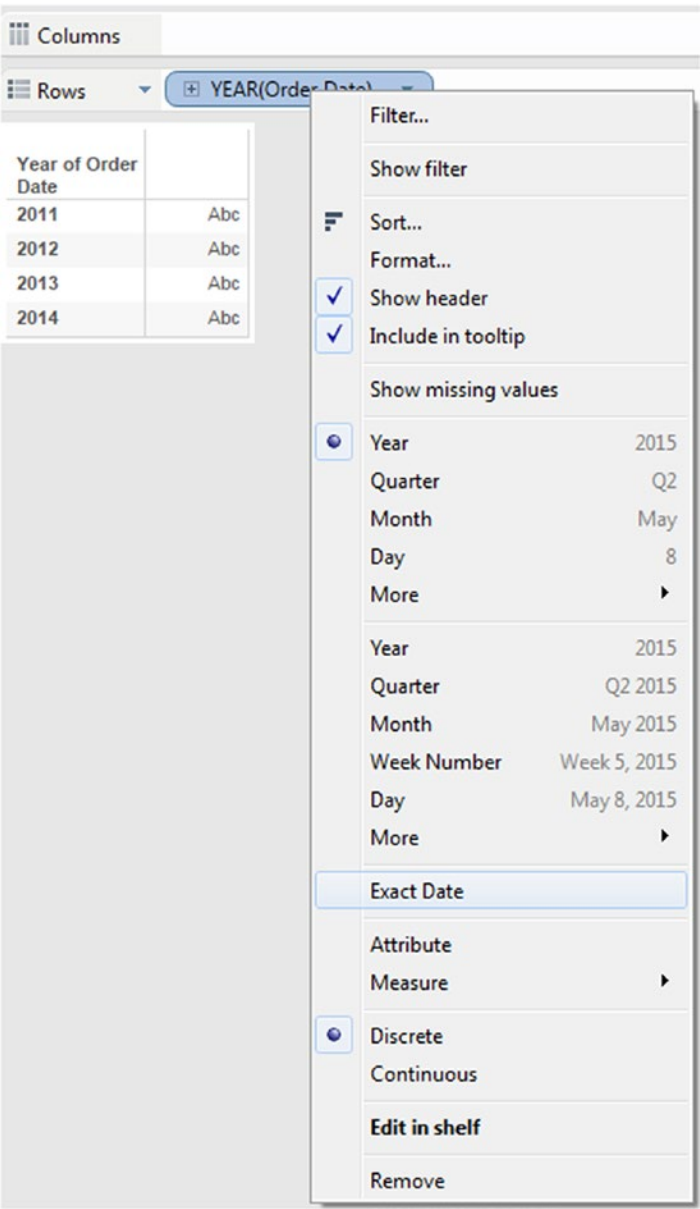 Columns
Rows
YEAR(Order Date)
Year of Order
Date
2011 Abc
2012 Abc
2013 Abc
2014 Abc
Filter...
Show filter
Sort...
Format...
Show header
Include in tooltip
Show missing values
Year 2015
Quarter Q2
Month May
Day 8
More
Year 2015
Quarter Q2 2015
Month May 2015
Week Number Week 5, 2015
Day May 8, 2015
More
Exact Date
Attribute
Measure
Discrete
Continuous
Edit in shelf
Remove